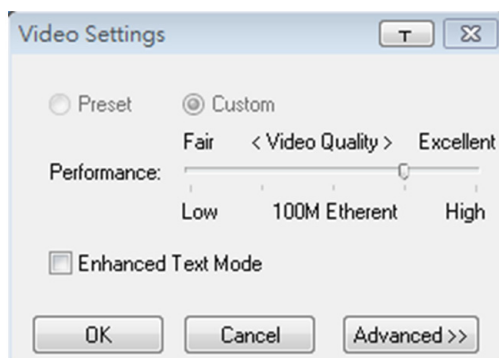 Video Settings T
Preset Custom
Fair < Video Quality > Excellent
Performance:
Low 100M Etherent High
Enhanced Text Mode
OK Cancel Advanced >>